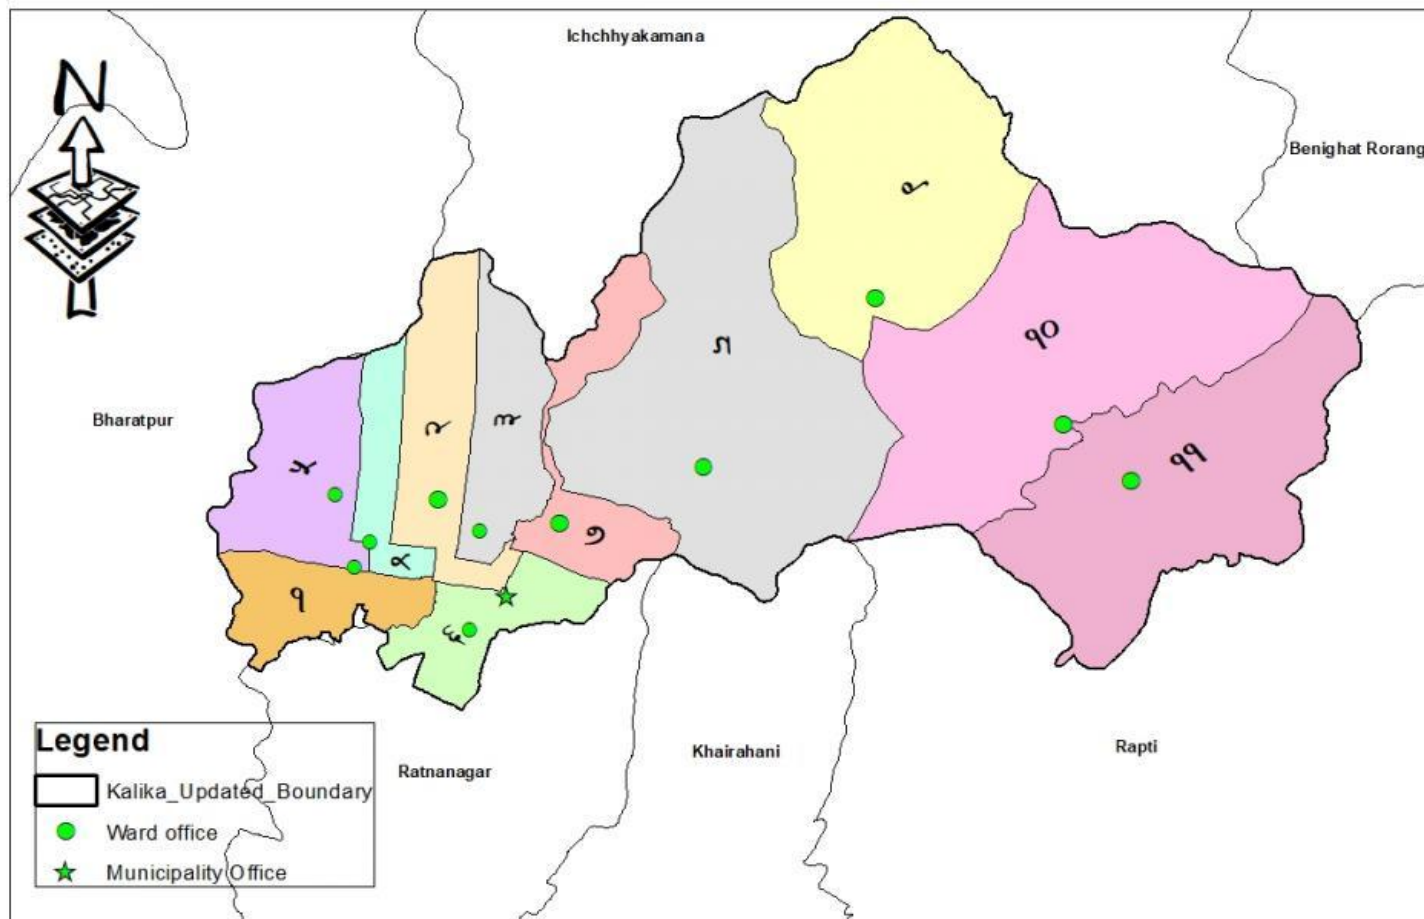 Ichchhyakamana
N
Benighat Rorang
९
१०
८
Bharatpur
२
३
५
११
७
४
१
६
Legend
Kalika_Updated_Boundary
Ward office
Municipality Office
Ratnanagar
Khairahani
Rapti